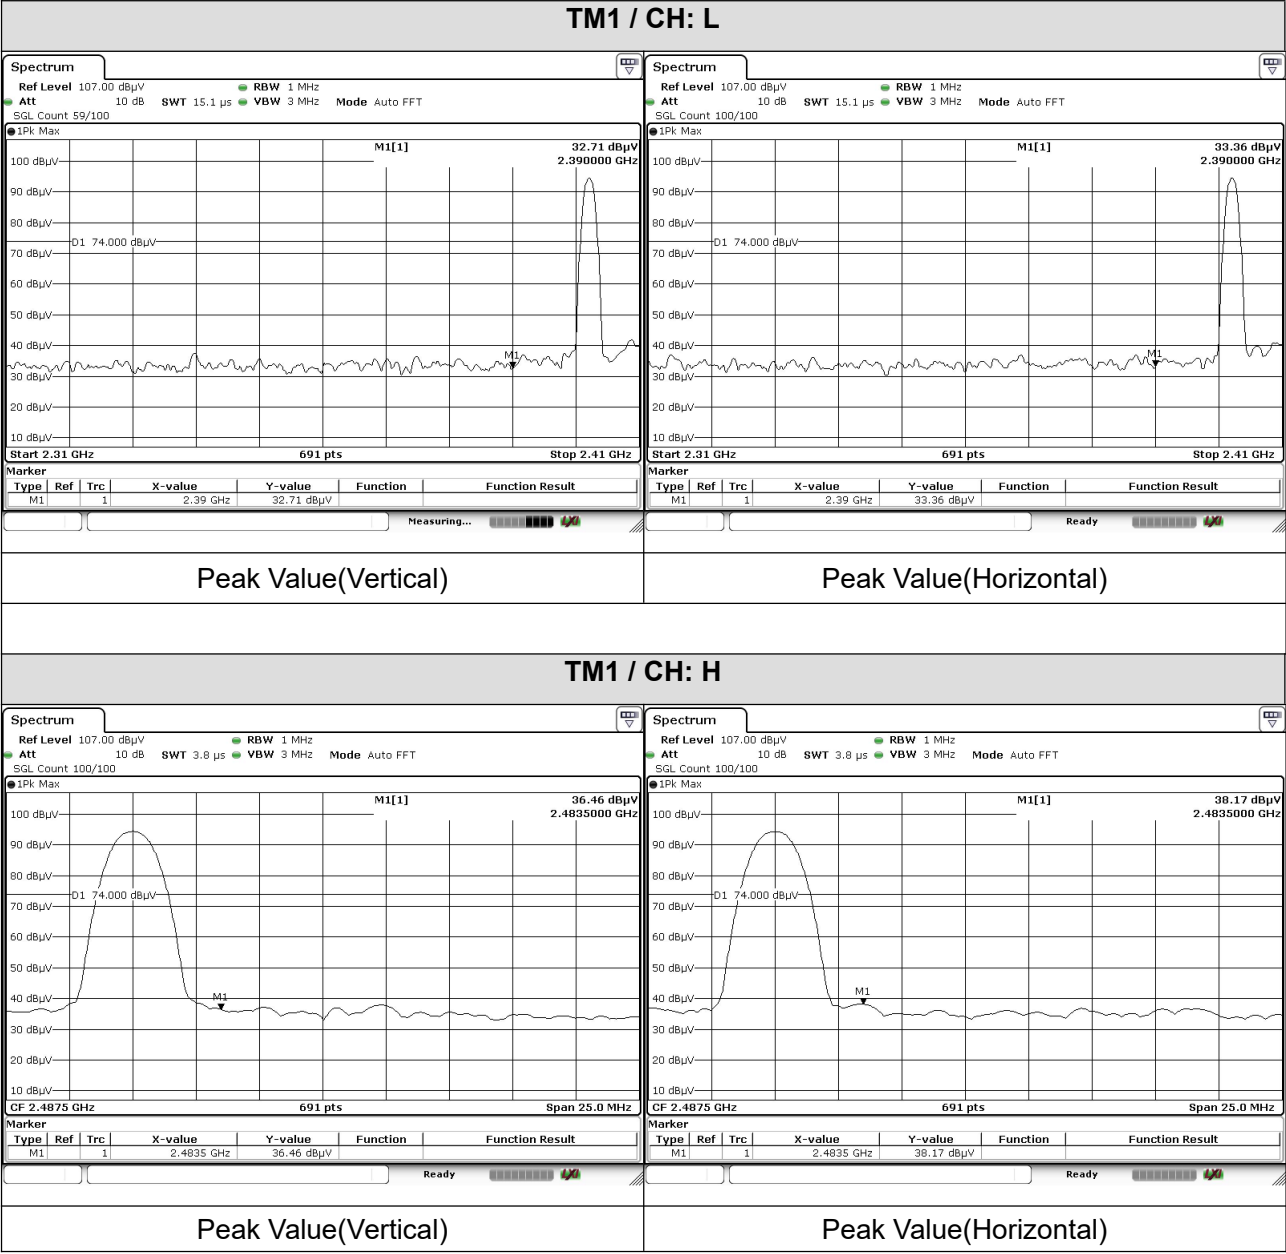 TM1 / CH: L
Spectrum
Ref Level 107.00 dBµV RBW 1 MHz
Att 10 dB SWT 15.1 µs VBW 3 MHz Mode Auto FFT
SGL Count 59/100
1Pk Max
M1[1] 32.71 dBµV
2.390000 GHz
100 dBµV
90 dBµV
80 dBµV
D1 74.000 dBµV
70 dBµV
60 dBµV
50 dBµV
40 dBµV
M1
30 dBµV
20 dBµV
10 dBµV
Start 2.31 GHz 691 pts Stop 2.41 GHz
Marker
Type Ref Trc X-value Y-value Function Function Result
M1 1 2.39 GHz 32.71 dBµV
Measuring... LXI
Peak Value(Vertical)
Spectrum
Ref Level 107.00 dBµV RBW 1 MHz
Att 10 dB SWT 15.1 µs VBW 3 MHz Mode Auto FFT
SGL Count 100/100
1Pk Max
M1[1] 33.36 dBµV
2.390000 GHz
100 dBµV
90 dBµV
80 dBµV
D1 74.000 dBµV
70 dBµV
60 dBµV
50 dBµV
40 dBµV
M1
30 dBµV
20 dBµV
10 dBµV
Start 2.31 GHz 691 pts Stop 2.41 GHz
Marker
Type Ref Trc X-value Y-value Function Function Result
M1 1 2.39 GHz 33.36 dBµV
Ready LXI
Peak Value(Horizontal)
TM1 / CH: H
Spectrum
Ref Level 107.00 dBµV RBW 1 MHz
Att 10 dB SWT 3.8 µs VBW 3 MHz Mode Auto FFT
SGL Count 100/100
1Pk Max
M1[1] 36.46 dBµV
2.4835000 GHz
100 dBµV
90 dBµV
80 dBµV
D1 74.000 dBµV
70 dBµV
60 dBµV
50 dBµV
40 dBµV
M1
30 dBµV
20 dBµV
10 dBµV
CF 2.4875 GHz 691 pts Span 25.0 MHz
Marker
Type Ref Trc X-value Y-value Function Function Result
M1 1 2.4835 GHz 36.46 dBµV
Ready LXI
Peak Value(Vertical)
Spectrum
Ref Level 107.00 dBµV RBW 1 MHz
Att 10 dB SWT 3.8 µs VBW 3 MHz Mode Auto FFT
SGL Count 100/100
1Pk Max
M1[1] 38.17 dBµV
2.4835000 GHz
100 dBµV
90 dBµV
80 dBµV
D1 74.000 dBµV
70 dBµV
60 dBµV
50 dBµV
40 dBµV
M1
30 dBµV
20 dBµV
10 dBµV
CF 2.4875 GHz 691 pts Span 25.0 MHz
Marker
Type Ref Trc X-value Y-value Function Function Result
M1 1 2.4835 GHz 38.17 dBµV
Ready LXI
Peak Value(Horizontal)